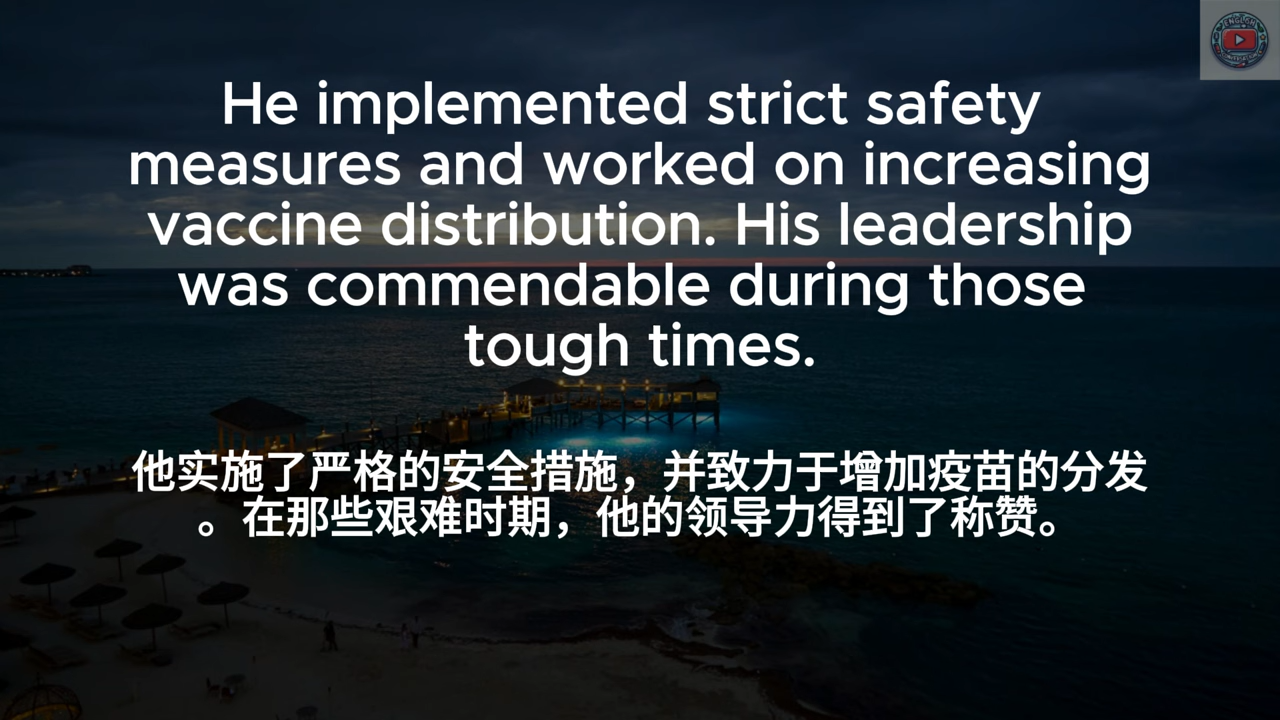 He implemented strict safety
measures and worked on increasing
vaccine distribution. His leadership
was commendable during those
tough times.
他实施了严格的安全措施，并致力于增加疫苗的分发
。在那些艰难时期，他的领导力得到了称赞。
ENGLISH